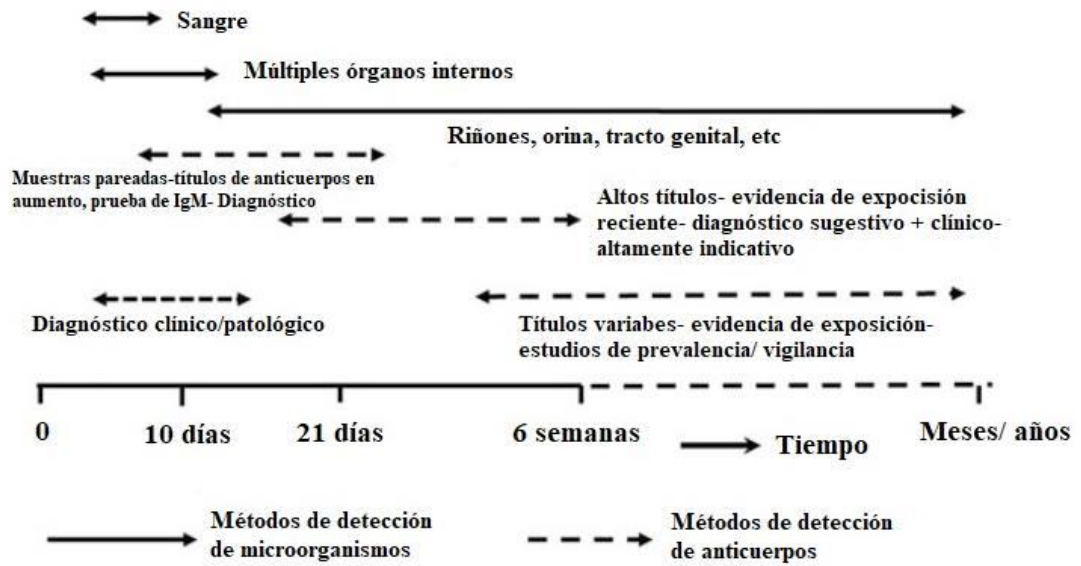 Sangre
Múltiples órganos internos
Riñones, orina, tracto genital, etc
Muestras pareadas-títulos de anticuerpos en
aumento, prueba de IgM- Diagnóstico
Altos títulos- evidencia de expocisión
reciente- diagnóstico sugestivo + clínico-
altamente indicativo
Diagnóstico clínico/patológico
Títulos variabes- evidencia de exposición-
estudios de prevalencia/ vigilancia
0
10 días
21 días
6 semanas
Tiempo
Meses/ años
Métodos de detección
de microorganismos
Métodos de detección
de anticuerpos